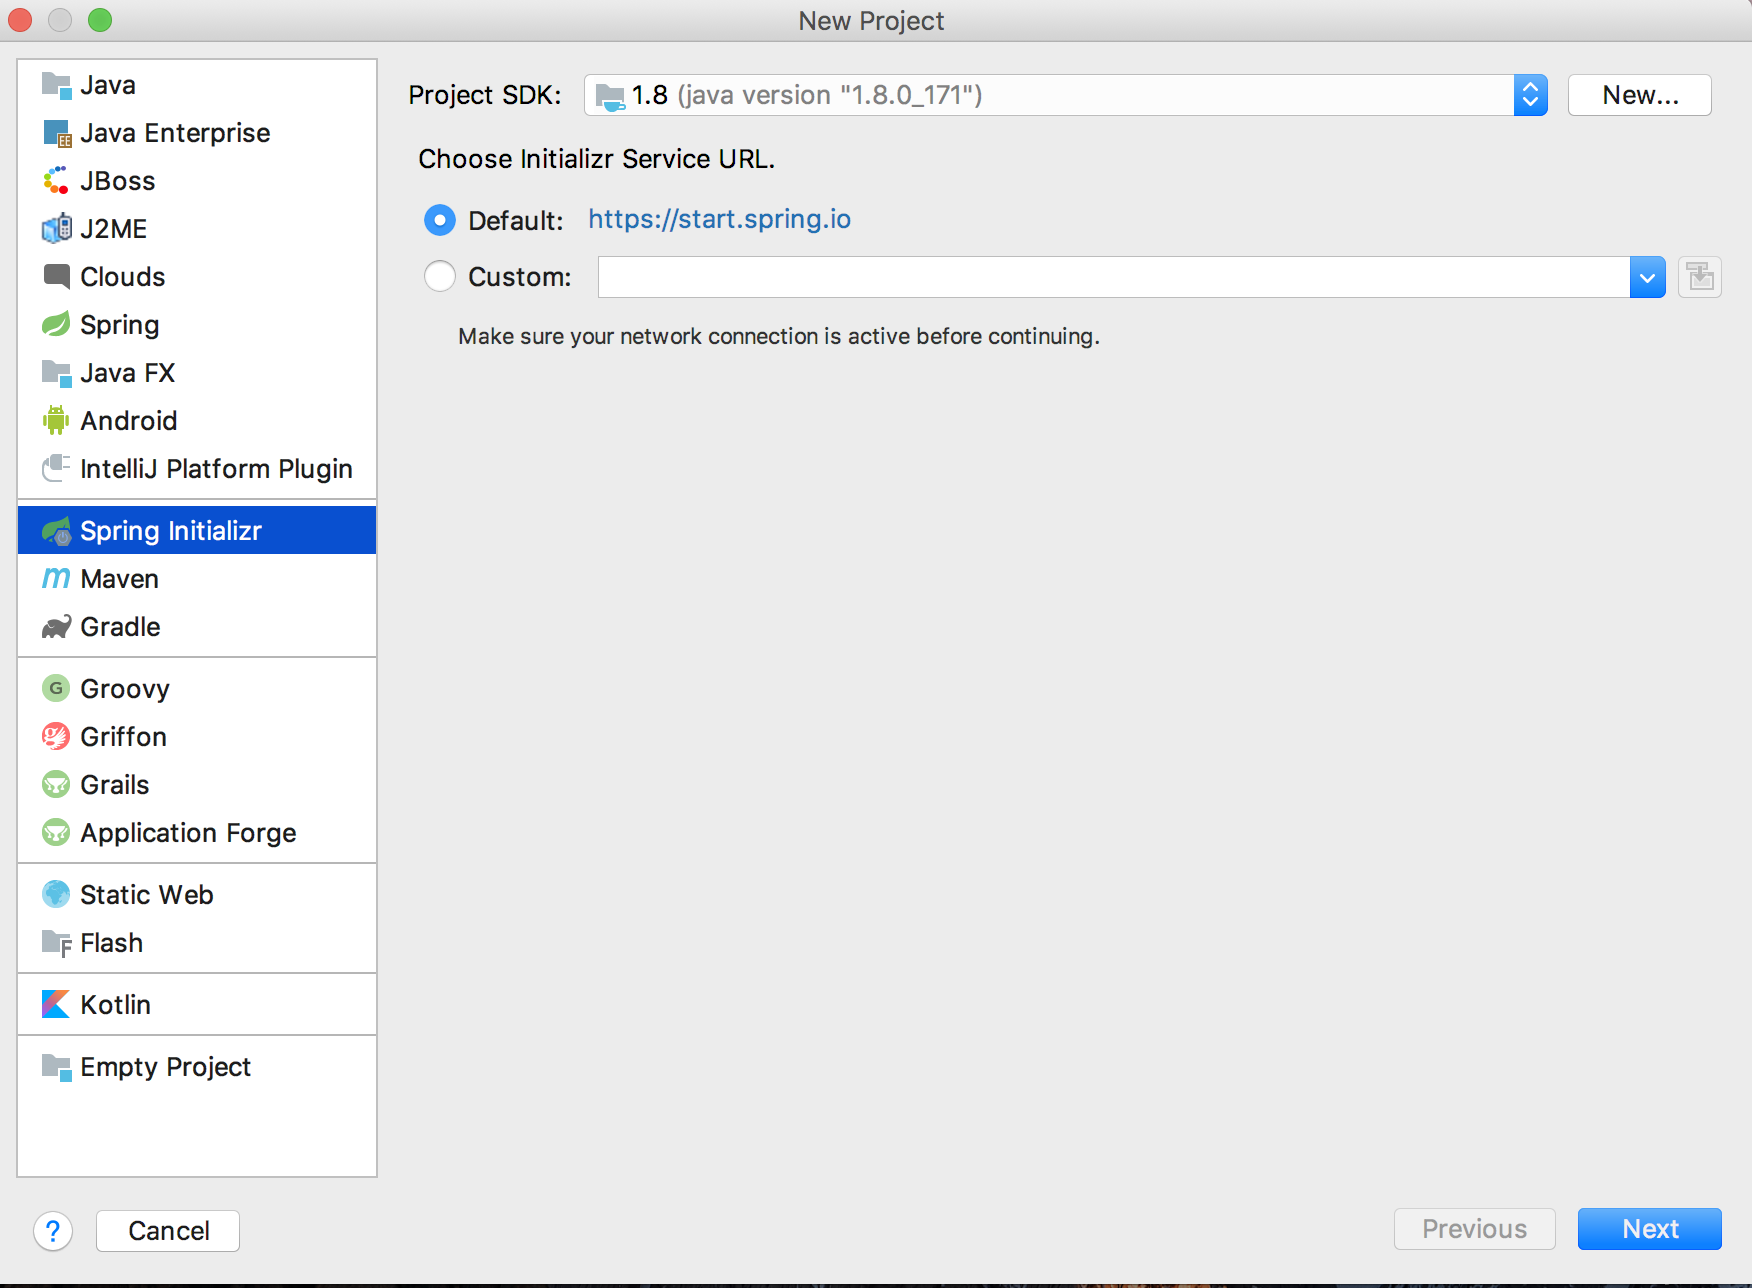 New Project
Java
Java Enterprise
JBoss
J2ME
Clouds
Spring
Java FX
Android
IntelliJ Platform Plugin
Spring Initializr
Maven
Gradle
Groovy
Griffon
Grails
Application Forge
Static Web
Flash
Kotlin
Empty Project
Project SDK: 1.8 (java version "1.8.0_171") New...
Choose Initializr Service URL.
Default: https://start.spring.io
Custom:
Make sure your network connection is active before continuing.
? Cancel Previous Next